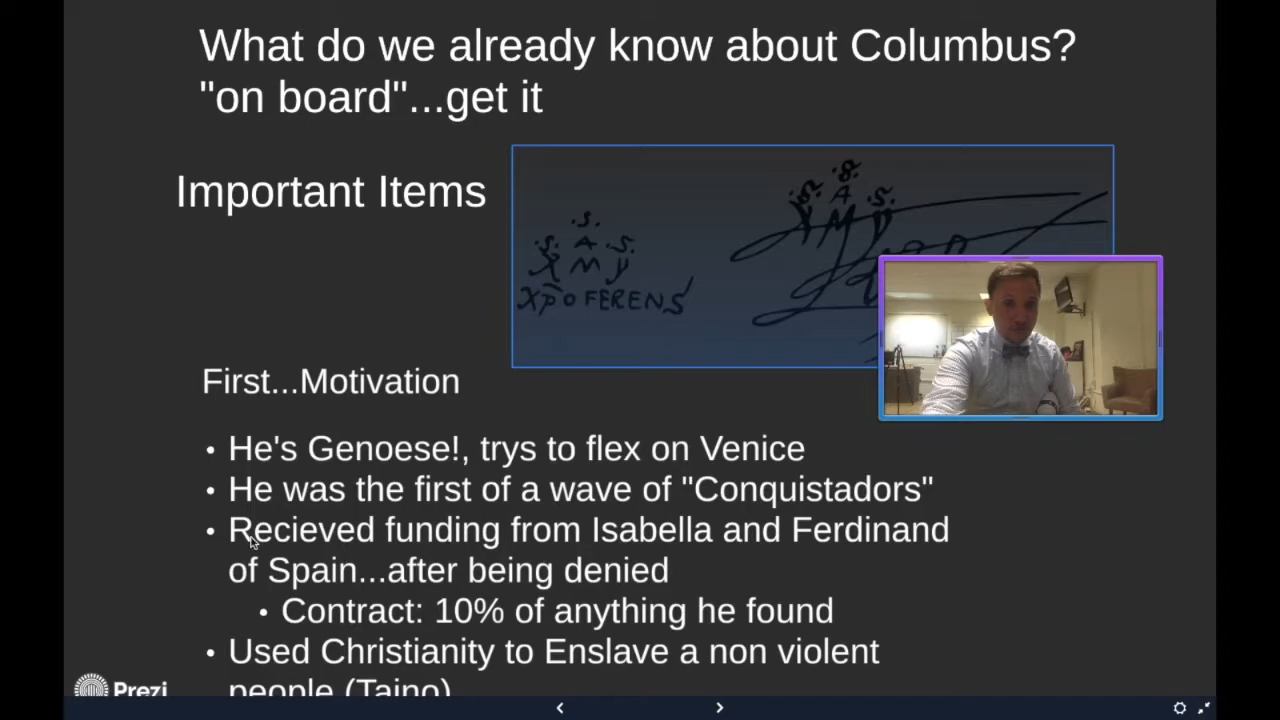 What do we already know about Columbus?
"on board"...get it
Important Items
.S.
.S. A .S.
X M Y
XpoFERENS
.S.
.S. A .S.
X M Y
First...Motivation
• He's Genoese!, trys to flex on Venice
• He was the first of a wave of "Conquistadors"
• Recieved funding from Isabella and Ferdinand
of Spain...after being denied
• Contract: 10% of anything he found
• Used Christianity to Enslave a non violent
people (Taino)
Prezi